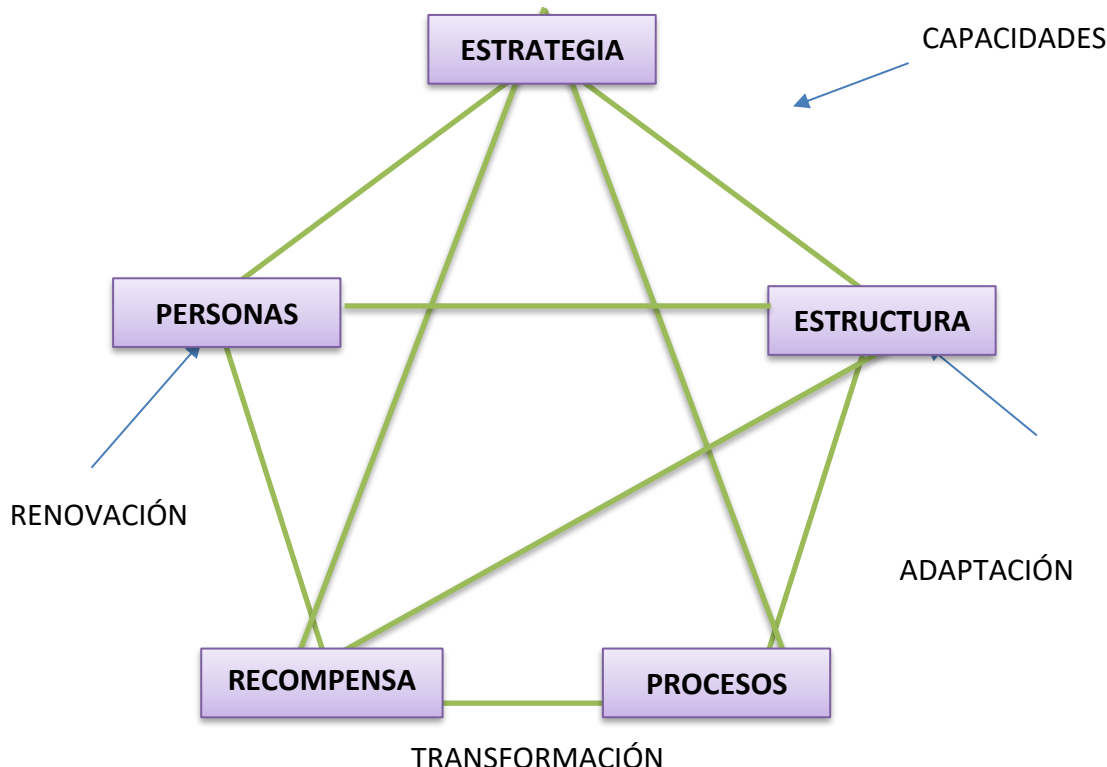 ESTRATEGIA
CAPACIDADES
PERSONAS
ESTRUCTURA
RENOVACIÓN
ADAPTACIÓN
RECOMPENSA
PROCESOS
TRANSFORMACIÓN